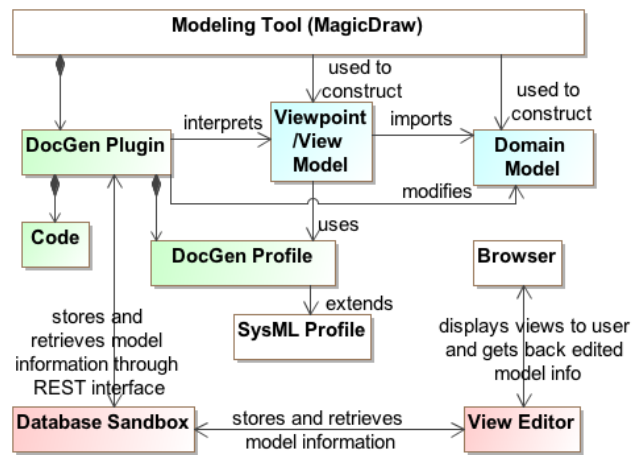 Modeling Tool (MagicDraw)
used to
construct
used to
construct
interprets
Viewpoint
/View
Model
imports
DocGen Plugin
Domain
Model
modifies
Code
uses
DocGen Profile
Browser
extends
SysML Profile
stores and
retrieves model
information through
REST interface
displays views to user
and gets back edited
model info
Database Sandbox
stores and retrieves
model information
View Editor